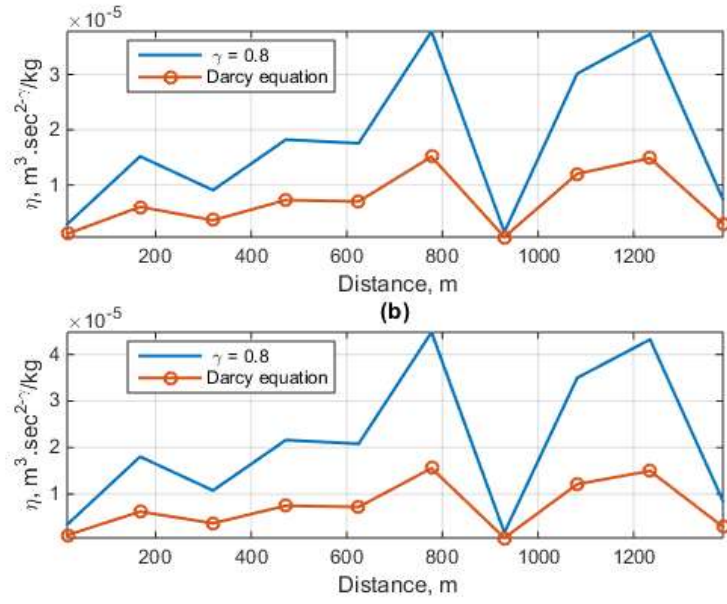 ×10⁻⁵
γ = 0.8
Darcy equation
3
2
1
η, m³.sec²⁻ᵞ/kg
200 400 600 800 1000 1200
Distance, m
(b)
×10⁻⁵
γ = 0.8
Darcy equation
4
3
2
1
η, m³.sec²⁻ᵞ/kg
200 400 600 800 1000 1200
Distance, m